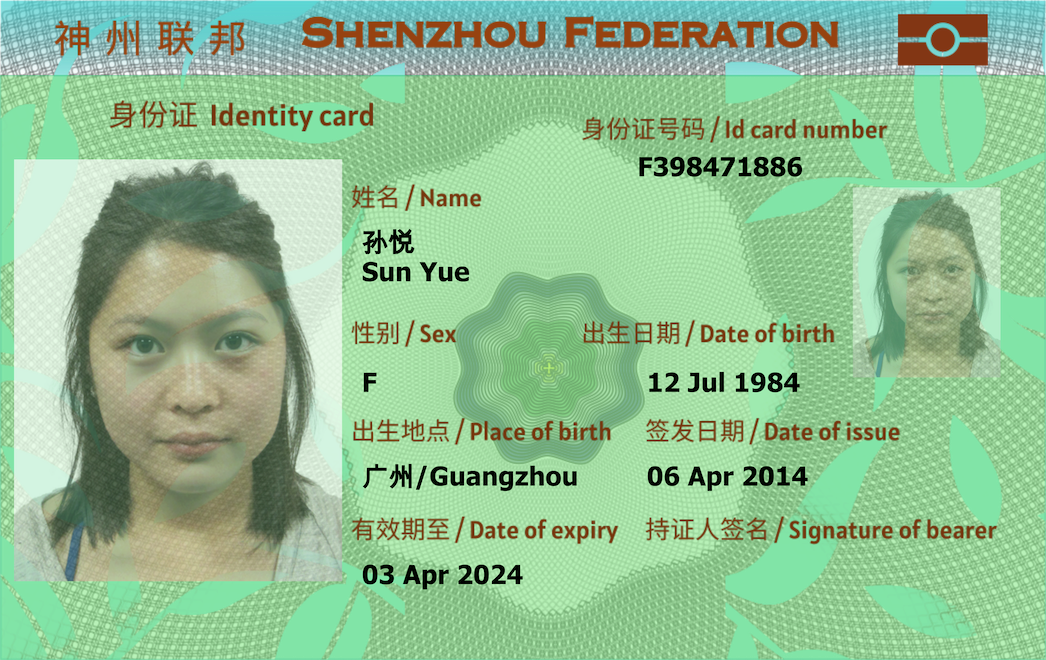 神州联邦 SHENZHOU FEDERATION
身份证 Identity card
身份证号码 / Id card number
F398471886
姓名 / Name
孙悦
Sun Yue
性别 / Sex
出生日期 / Date of birth
F
12 Jul 1984
出生地点 / Place of birth
签发日期 / Date of issue
广州/Guangzhou
06 Apr 2014
有效期至 / Date of expiry
持证人签名 / Signature of bearer
03 Apr 2024